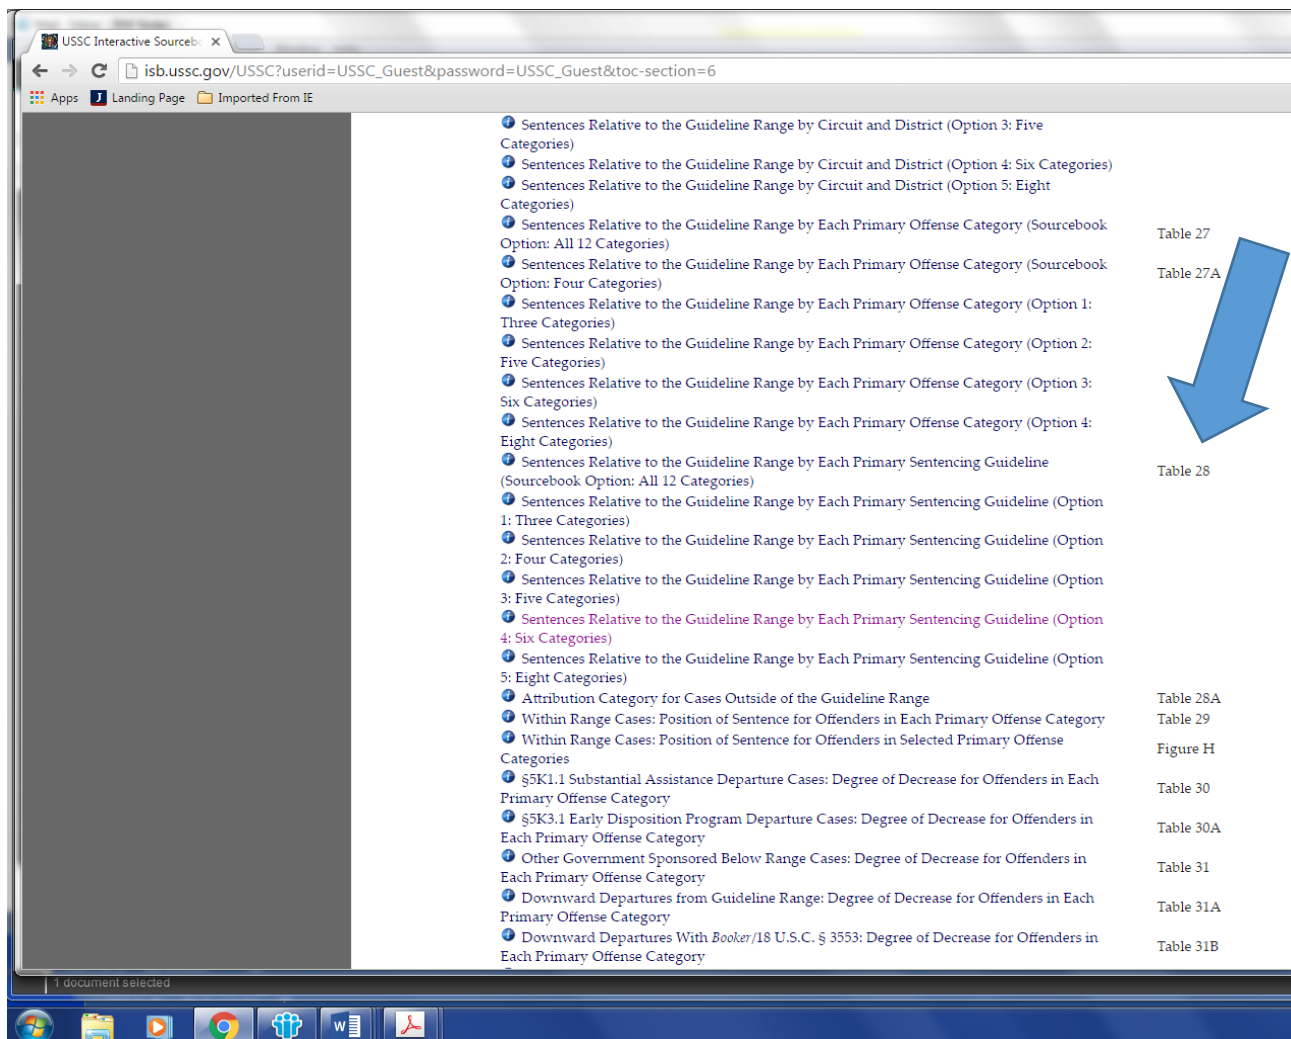 USSC Interactive Sourceb
isb.ussc.gov/USSC?userid=USSC_Guest&password=USSC_Guest&toc-section=6
Apps Landing Page Imported From IE
Sentences Relative to the Guideline Range by Circuit and District (Option 3: Five
Categories)
Sentences Relative to the Guideline Range by Circuit and District (Option 4: Six Categories)
Sentences Relative to the Guideline Range by Circuit and District (Option 5: Eight
Categories)
Sentences Relative to the Guideline Range by Each Primary Offense Category (Sourcebook
Option: All 12 Categories)
Table 27
Sentences Relative to the Guideline Range by Each Primary Offense Category (Sourcebook
Option: Four Categories)
Table 27A
Sentences Relative to the Guideline Range by Each Primary Offense Category (Option 1:
Three Categories)
Sentences Relative to the Guideline Range by Each Primary Offense Category (Option 2:
Five Categories)
Sentences Relative to the Guideline Range by Each Primary Offense Category (Option 3:
Six Categories)
Sentences Relative to the Guideline Range by Each Primary Offense Category (Option 4:
Eight Categories)
Sentences Relative to the Guideline Range by Each Primary Sentencing Guideline
(Sourcebook Option: All 12 Categories)
Table 28
Sentences Relative to the Guideline Range by Each Primary Sentencing Guideline (Option
1: Three Categories)
Sentences Relative to the Guideline Range by Each Primary Sentencing Guideline (Option
2: Four Categories)
Sentences Relative to the Guideline Range by Each Primary Sentencing Guideline (Option
3: Five Categories)
Sentences Relative to the Guideline Range by Each Primary Sentencing Guideline (Option
4: Six Categories)
Sentences Relative to the Guideline Range by Each Primary Sentencing Guideline (Option
5: Eight Categories)
Attribution Category for Cases Outside of the Guideline Range Table 28A
Within Range Cases: Position of Sentence for Offenders in Each Primary Offense Category Table 29
Within Range Cases: Position of Sentence for Offenders in Selected Primary Offense
Categories
Figure H
§5K1.1 Substantial Assistance Departure Cases: Degree of Decrease for Offenders in Each
Primary Offense Category
Table 30
§5K3.1 Early Disposition Program Departure Cases: Degree of Decrease for Offenders in
Each Primary Offense Category
Table 30A
Other Government Sponsored Below Range Cases: Degree of Decrease for Offenders in
Each Primary Offense Category
Table 31
Downward Departures from Guideline Range: Degree of Decrease for Offenders in Each
Primary Offense Category
Table 31A
Downward Departures With Booker/18 U.S.C. § 3553: Degree of Decrease for Offenders in
Each Primary Offense Category
Table 31B
1 document selected